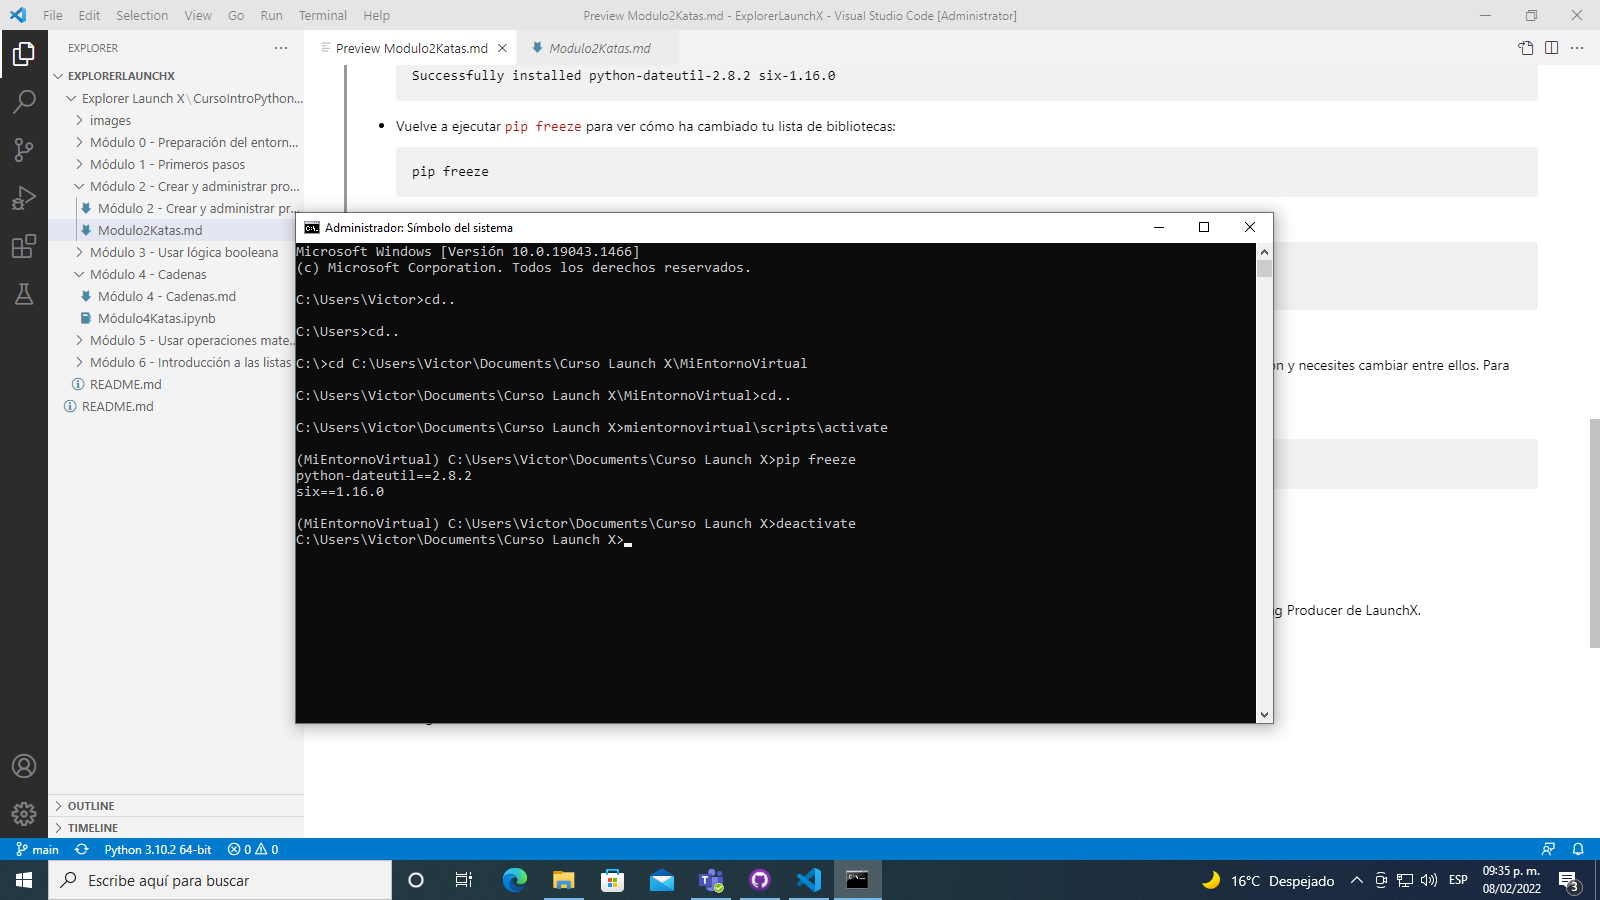 File Edit Selection View Go Run Terminal Help
Preview Modulo2Katas.md - ExplorerLaunchX - Visual Studio Code [Administrator]
EXPLORER
Preview Modulo2Katas.md
Modulo2Katas.md
EXPLORERLAUNCHX
Explorer Launch X\CursoIntroPython...
images
Módulo 0 - Preparación del entorn...
Módulo 1 - Primeros pasos
Módulo 2 - Crear y administrar pro...
Módulo 2 - Crear y administrar pr...
Modulo2Katas.md
Módulo 3 - Usar lógica booleana
Módulo 4 - Cadenas
Módulo 4 - Cadenas.md
Módulo4Katas.ipynb
Módulo 5 - Usar operaciones mate...
Módulo 6 - Introducción a las listas
README.md
README.md
OUTLINE
TIMELINE
Successfully installed python-dateutil-2.8.2 six-1.16.0
• Vuelve a ejecutar pip freeze para ver cómo ha cambiado tu lista de bibliotecas:
pip freeze
Administrador: Símbolo del sistema
Microsoft Windows [Versión 10.0.19043.1466]
(c) Microsoft Corporation. Todos los derechos reservados.
C:\Users\Victor>cd..
C:\Users>cd..
C:\>cd C:\Users\Victor\Documents\Curso Launch X\MiEntornoVirtual
C:\Users\Victor\Documents\Curso Launch X\MiEntornoVirtual>cd..
C:\Users\Victor\Documents\Curso Launch X>mientornovirtual\scripts\activate
(MiEntornoVirtual) C:\Users\Victor\Documents\Curso Launch X>pip freeze
python-dateutil==2.8.2
six==1.16.0
(MiEntornoVirtual) C:\Users\Victor\Documents\Curso Launch X>deactivate
C:\Users\Victor\Documents\Curso Launch X>
y necesites cambiar entre ellos. Para
Producer de LaunchX.
main
Python 3.10.2 64-bit
0 0
Escribe aquí para buscar
16°C Despejado
ESP
09:35 p. m.
08/02/2022
3